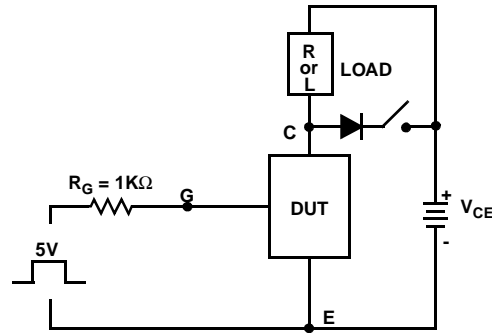 R
or
L
LOAD
C
R_G = 1KΩ
G
DUT
5V
+
V_CE
-
E